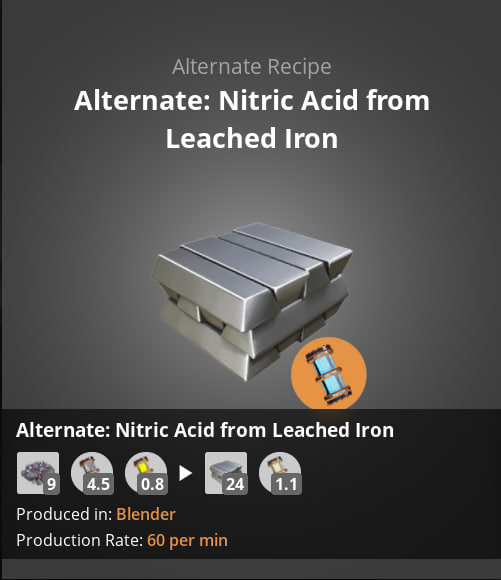 Alternate Recipe
Alternate: Nitric Acid from
Leached Iron
Alternate: Nitric Acid from Leached Iron
9 4.5 0.8 24 1.1
Produced in: Blender
Production Rate: 60 per min